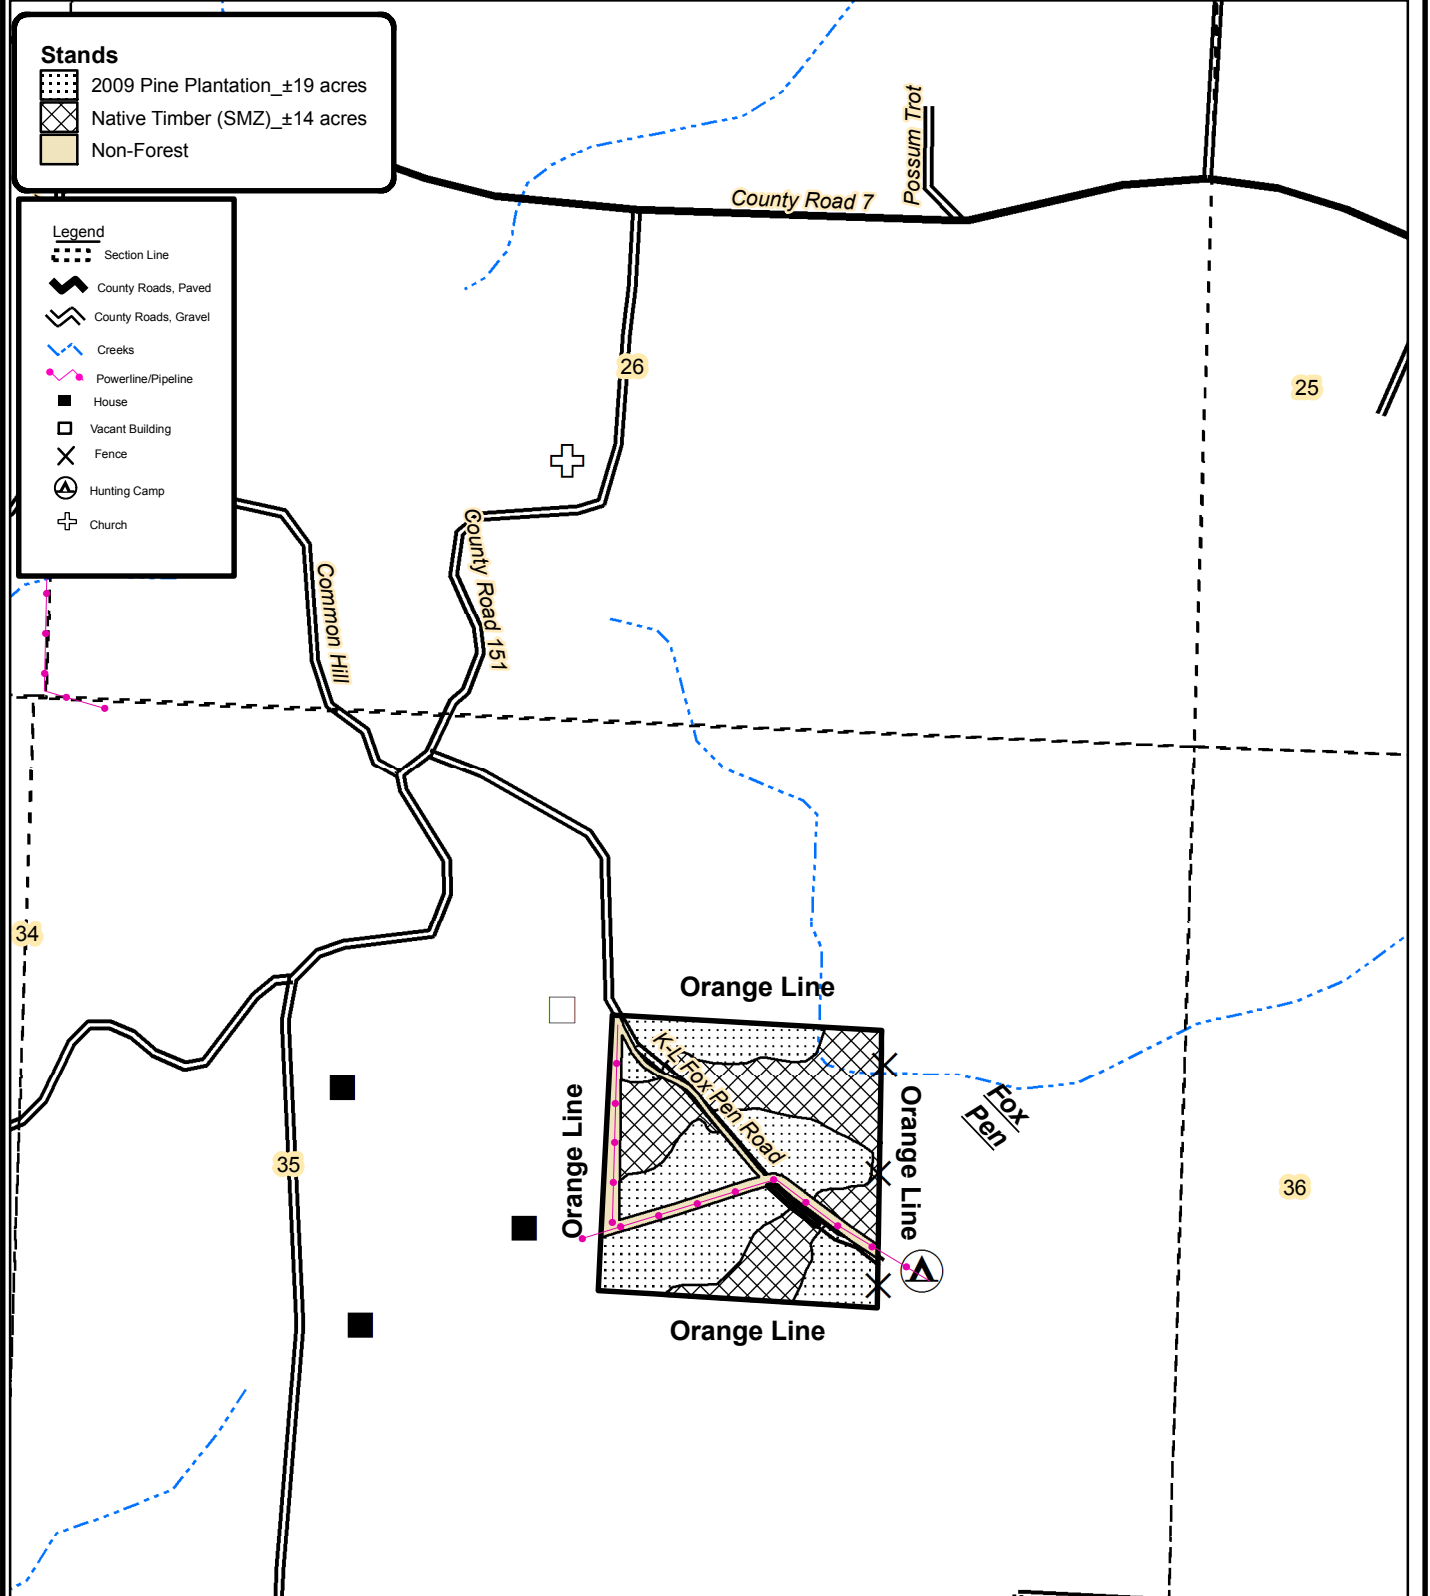 Stands
2009 Pine Plantation_±19 acres
Native Timber (SMZ)_±14 acres
Non-Forest
Legend
Section Line
County Roads, Paved
County Roads, Gravel
Creeks
Powerline/Pipeline
House
Vacant Building
Fence
Hunting Camp
Church
Possum Trot
County Road 7
26
25
County Road 151
Common Hill
34
Orange Line
K-L-Fox-Pen Road
Orange Line
Orange Line
Fox
Pen
35
36
Orange Line